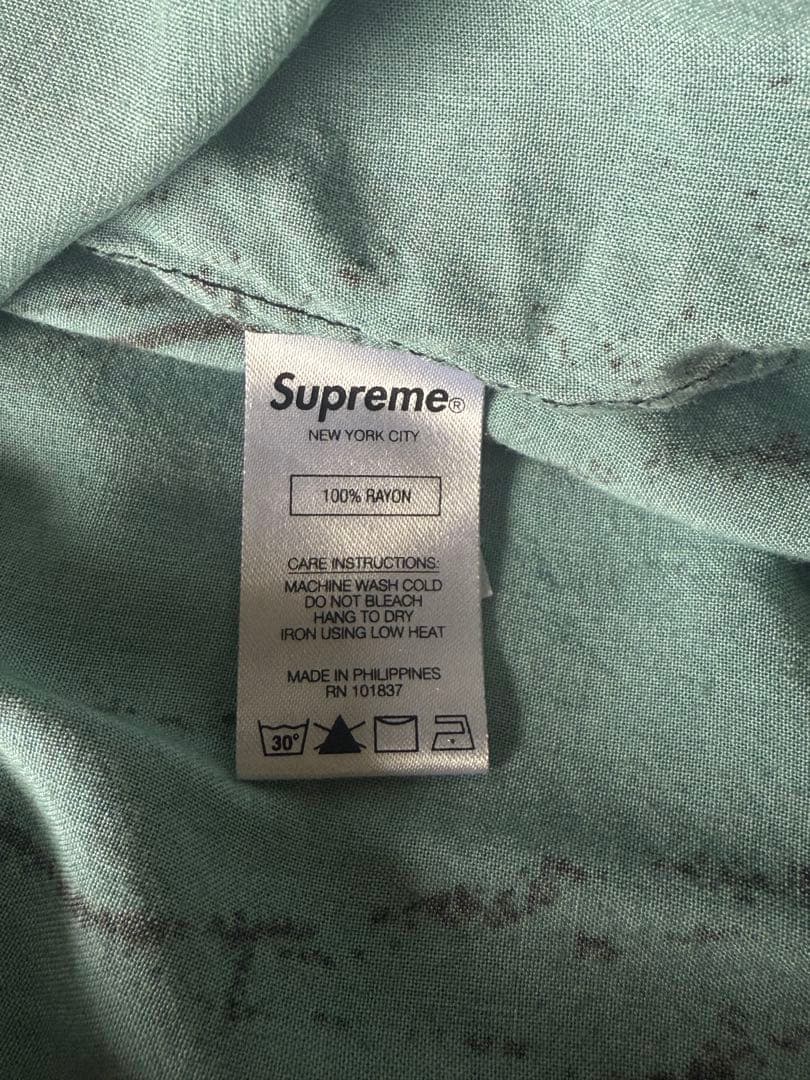 Supreme®
NEW YORK CITY
100% RAYON
CARE INSTRUCTIONS:
MACHINE WASH COLD
DO NOT BLEACH
HANG TO DRY
IRON USING LOW HEAT
MADE IN PHILIPPINES
RN 101837
30°